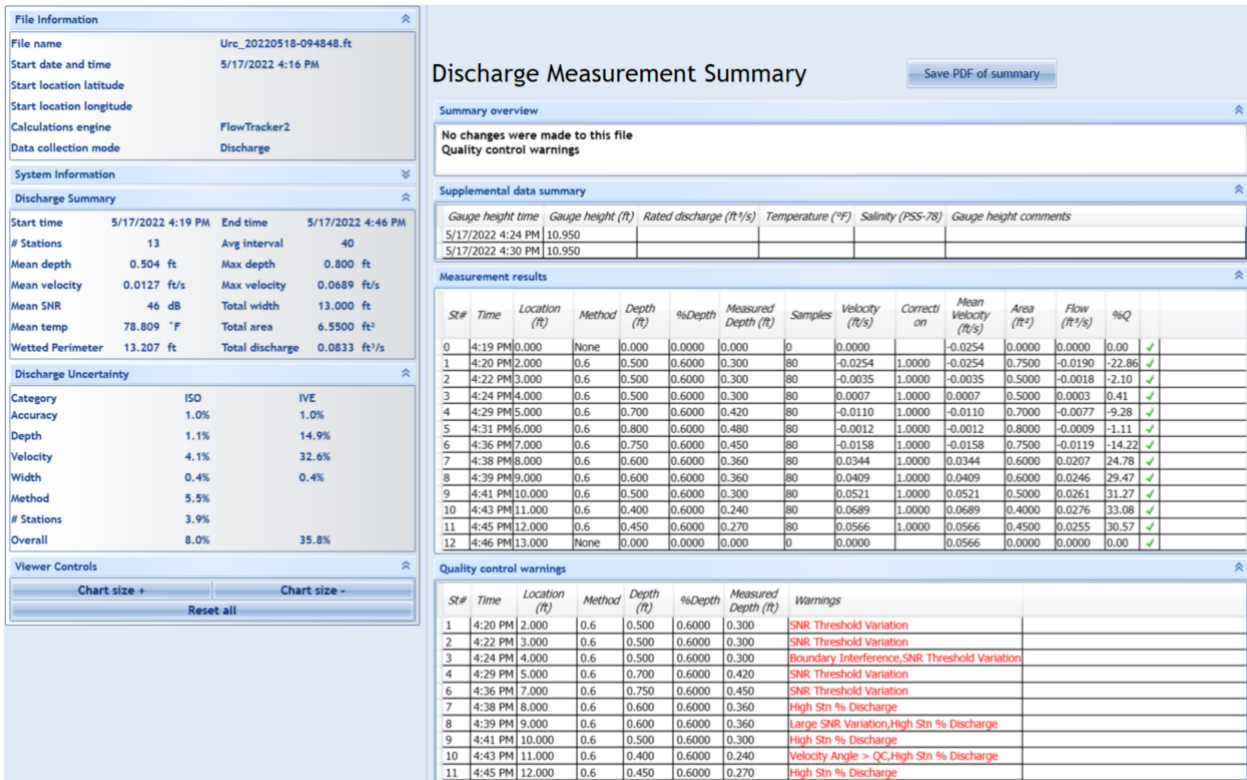 File Information
File name Urc_20220518-094848.ft
Start date and time 5/17/2022 4:16 PM
Start location latitude
Start location longitude
Calculations engine FlowTracker2
Data collection mode Discharge
System Information
Discharge Summary
Start time 5/17/2022 4:19 PM End time 5/17/2022 4:46 PM
# Stations 13 Avg interval 40
Mean depth 0.504 ft Max depth 0.800 ft
Mean velocity 0.0127 ft/s Max velocity 0.0689 ft/s
Mean SNR 46 dB Total width 13.000 ft
Mean temp 78.809 °F Total area 6.5500 ft²
Wetted Perimeter 13.207 ft Total discharge 0.0833 ft³/s
Discharge Uncertainty
Category ISO IVE
Accuracy 1.0% 1.0%
Depth 1.1% 14.9%
Velocity 4.1% 32.6%
Width 0.4% 0.4%
Method 5.5%
# Stations 3.9%
Overall 8.0% 35.8%
Viewer Controls
Chart size + Chart size -
Reset all
Discharge Measurement Summary Save PDF of summary
Summary overview
No changes were made to this file
Quality control warnings
Supplemental data summary
Gauge height time Gauge height (ft) Rated discharge (ft³/s) Temperature (°F) Salinity (PSS-78) Gauge height comments
5/17/2022 4:24 PM 10.950
5/17/2022 4:30 PM 10.950
Measurement results
St# Time Location (ft) Method Depth (ft) %Depth Measured Depth (ft) Samples Velocity (ft/s) Correction Mean Velocity (ft/s) Area (ft²) Flow (ft³/s) %Q
0 4:19 PM 0.000 None 0.000 0.0000 0.000 0 0.0000 -0.0254 0.0000 0.0000 0.00 ✓
1 4:20 PM 2.000 0.6 0.500 0.6000 0.300 80 -0.0254 1.0000 -0.0254 0.7500 -0.0190 -22.86 ✓
2 4:22 PM 3.000 0.6 0.500 0.6000 0.300 80 -0.0035 1.0000 -0.0035 0.5000 -0.0018 -2.10 ✓
3 4:24 PM 4.000 0.6 0.500 0.6000 0.300 80 0.0007 1.0000 0.0007 0.5000 0.0003 0.41 ✓
4 4:29 PM 5.000 0.6 0.700 0.6000 0.420 80 -0.0110 1.0000 -0.0110 0.7000 -0.0077 -9.28 ✓
5 4:31 PM 6.000 0.6 0.800 0.6000 0.480 80 -0.0012 1.0000 -0.0012 0.8000 -0.0009 -1.11 ✓
6 4:36 PM 7.000 0.6 0.750 0.6000 0.450 80 -0.0158 1.0000 -0.0158 0.7500 -0.0119 -14.22 ✓
7 4:38 PM 8.000 0.6 0.600 0.6000 0.360 80 0.0344 1.0000 0.0344 0.6000 0.0207 24.78 ✓
8 4:39 PM 9.000 0.6 0.600 0.6000 0.360 80 0.0409 1.0000 0.0409 0.6000 0.0246 29.47 ✓
9 4:41 PM 10.000 0.6 0.500 0.6000 0.300 80 0.0521 1.0000 0.0521 0.5000 0.0261 31.27 ✓
10 4:43 PM 11.000 0.6 0.400 0.6000 0.240 80 0.0689 1.0000 0.0689 0.4000 0.0276 33.08 ✓
11 4:45 PM 12.000 0.6 0.450 0.6000 0.270 80 0.0566 1.0000 0.0566 0.4500 0.0255 30.57 ✓
12 4:46 PM 13.000 None 0.000 0.0000 0.000 0 0.0000 0.0566 0.0000 0.0000 0.00 ✓
Quality control warnings
St# Time Location (ft) Method Depth (ft) %Depth Measured Depth (ft) Warnings
1 4:20 PM 2.000 0.6 0.500 0.6000 0.300 SNR Threshold Variation
2 4:22 PM 3.000 0.6 0.500 0.6000 0.300 SNR Threshold Variation
3 4:24 PM 4.000 0.6 0.500 0.6000 0.300 Boundary Interference,SNR Threshold Variation
4 4:29 PM 5.000 0.6 0.700 0.6000 0.420 SNR Threshold Variation
6 4:36 PM 7.000 0.6 0.750 0.6000 0.450 SNR Threshold Variation
7 4:38 PM 8.000 0.6 0.600 0.6000 0.360 High Stn % Discharge
8 4:39 PM 9.000 0.6 0.600 0.6000 0.360 Large SNR Variation,High Stn % Discharge
9 4:41 PM 10.000 0.6 0.500 0.6000 0.300 High Stn % Discharge
10 4:43 PM 11.000 0.6 0.400 0.6000 0.240 Velocity Angle > QC,High Stn % Discharge
11 4:45 PM 12.000 0.6 0.450 0.6000 0.270 High Stn % Discharge